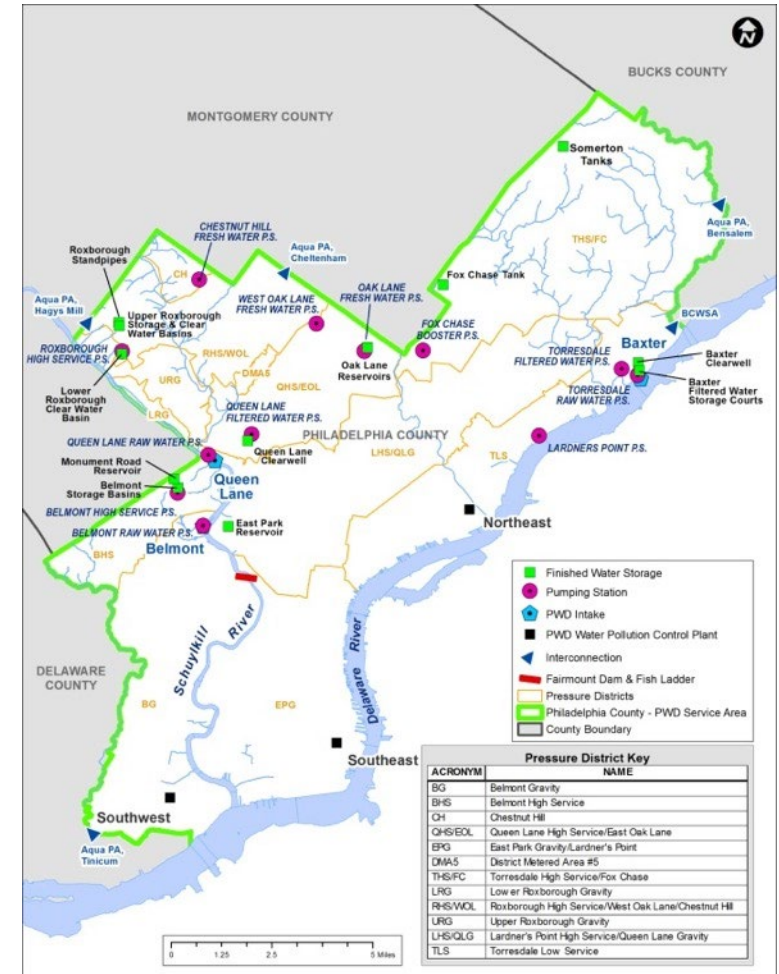 N
BUCKS COUNTY
MONTGOMERY COUNTY
Somerton
Tanks
Aqua PA,
Bensalem
CHESTNUT HILL
FRESH WATER P.S.
Aqua PA,
Cheltenham
THS/FC
Roxborough
Standpipes
CH
Fox Chase Tank
Aqua PA,
Hagys Mill
WEST OAK LANE
FRESH WATER P.S.
OAK LANE
FRESH WATER P.S.
Upper Roxborough
Storage & Clear
Water Basins
FOX CHASE
BOOSTER P.S.
BCWSA
Baxter
ROXBOROUGH
HIGH SERVICE P.S.
RHS/WOL
DMA5
Oak Lane
Reservoirs
TORRESDALE
FILTERED WATER P.S.
Baxter
Clearwell
URG
QHS/EOL
Lower
Roxborough
Clear Water
Basin
LRG
TORRESDALE
RAW WATER P.S.
Baxter
Filtered Water
Storage Courts
QUEEN LANE
FILTERED WATER P.S.
PHILADELPHIA COUNTY
QUEEN LANE RAW WATER P.S.
Queen Lane
Clearwell
LHS/QLG
TLS
LARDNERS POINT P.S.
Monument Road
Reservoir
Queen
Lane
Belmont
Storage Basins
BELMONT HIGH SERVICE P.S.
BELMONT RAW WATER P.S.
East Park
Reservoir
Northeast
Belmont
BHS
Finished Water Storage
Pumping Station
PWD Intake
PWD Water Pollution Control Plant
Interconnection
Fairmount Dam & Fish Ladder
Pressure Districts
Philadelphia County - PWD Service Area
County Boundary
Schuylkill River
Delaware River
DELAWARE
COUNTY
BG
EPG
Southeast
Southwest
Aqua PA,
Tinicum
Pressure District Key
ACRONYM NAME
BG Belmont Gravity
BHS Belmont High Service
CH Chestnut Hill
QHS/EOL Queen Lane High Service/East Oak Lane
EPG East Park Gravity/Lardner's Point
DMA5 District Metered Area #5
THS/FC Torresdale High Service/Fox Chase
LRG Lower Roxborough Gravity
RHS/WOL Roxborough High Service/West Oak Lane/Chestnut Hill
URG Upper Roxborough Gravity
LHS/QLG Lardner's Point High Service/Queen Lane Gravity
TLS Torresdale Low Service
0 1.25 2.5 5 Miles